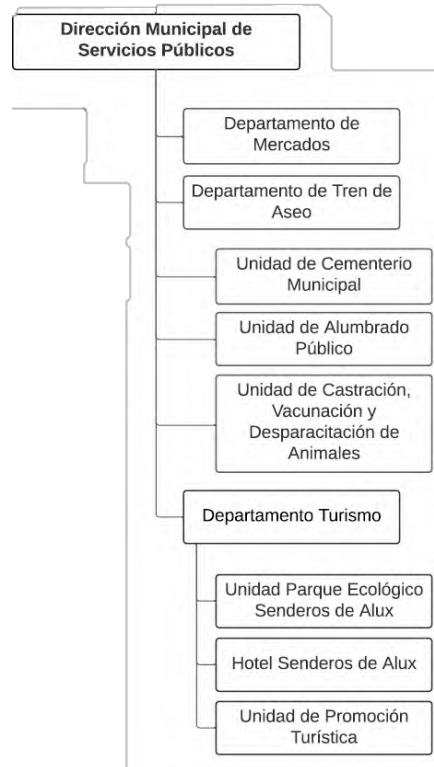 Dirección Municipal de
Servicios Públicos
Departamento de
Mercados
Departamento de Tren de
Aseo
Unidad de Cementerio
Municipal
Unidad de Alumbrado
Público
Unidad de Castración,
Vacunación y
Desparacitación de
Animales
Departamento Turismo
Unidad Parque Ecológico
Senderos de Alux
Hotel Senderos de Alux
Unidad de Promoción
Turística